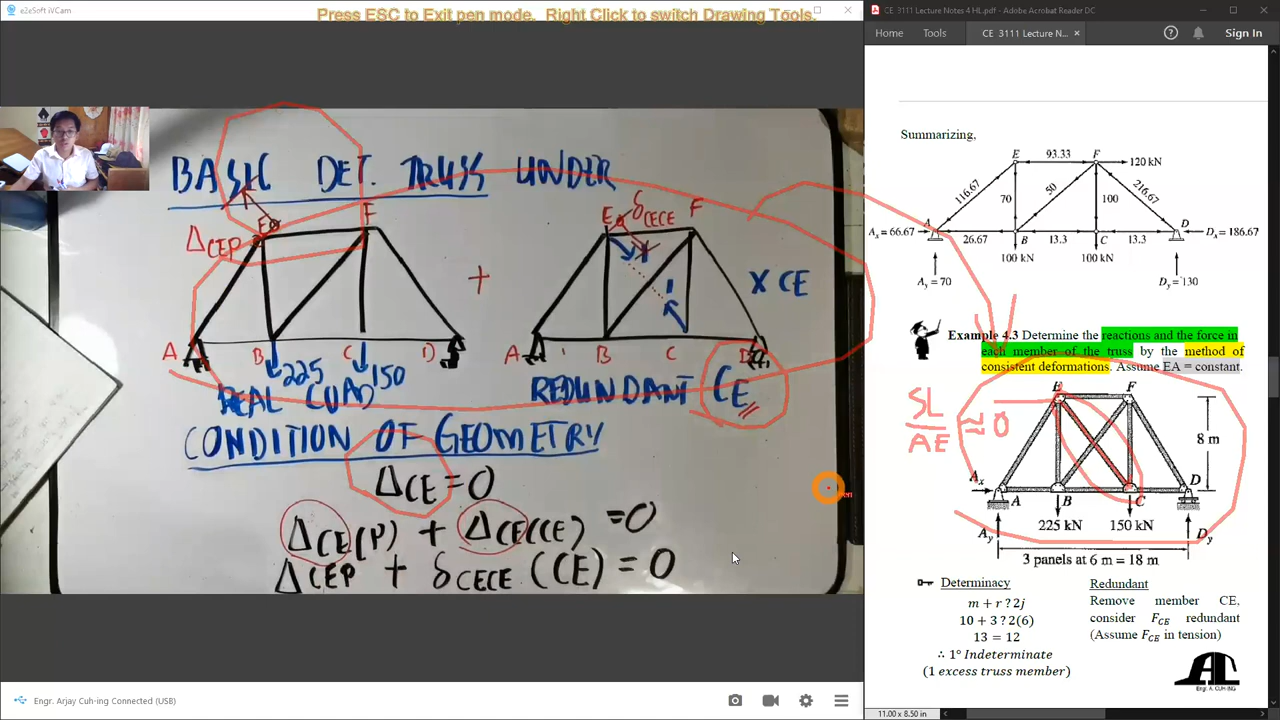 e2eSoft iVCam
Press ESC to Exit pen mode. Right Click to switch Drawing Tools.
BASIC DET. TRUSS UNDER
ΔCEP
E
F
A
B
C
D
225
150
REAL LOAD
+
E
δCECE
F
1
A
B
C
D
X CE
REDUNDANT CE
CONDITION OF GEOMETRY
ΔCE = 0
ΔCE(P) + ΔCE(CE) = 0
ΔCEP + δCECE (CE) = 0
Engr. Arjay Cuh-ing Connected (USB)
CE 3111 Lecture Notes 4 HL.pdf - Adobe Acrobat Reader DC
Home Tools CE 3111 Lecture N... × Sign In
Summarizing,
E 93.33 F 120 kN
116.67 70 50 100 216.67
A B C D
Ax = 66.67 26.67 13.3 13.3 Dx = 186.67
100 kN 100 kN
Ay = 70 Dy = 130
Example 4.3 Determine the reactions and the force in
each member of the truss by the method of
consistent deformations. Assume EA = constant.
SL
AE
≈ 0
E F
8 m
Ax A B C D
225 kN 150 kN
Ay Dy
3 panels at 6 m = 18 m
Determinacy
m + r ? 2j
10 + 3 ? 2(6)
13 = 12
∴ 1° Indeterminate
(1 excess truss member)
Redundant
Remove member CE,
consider FCE redundant
(Assume FCE in tension)
Engr. A. CUH-ING
11.00 x 8.50 in